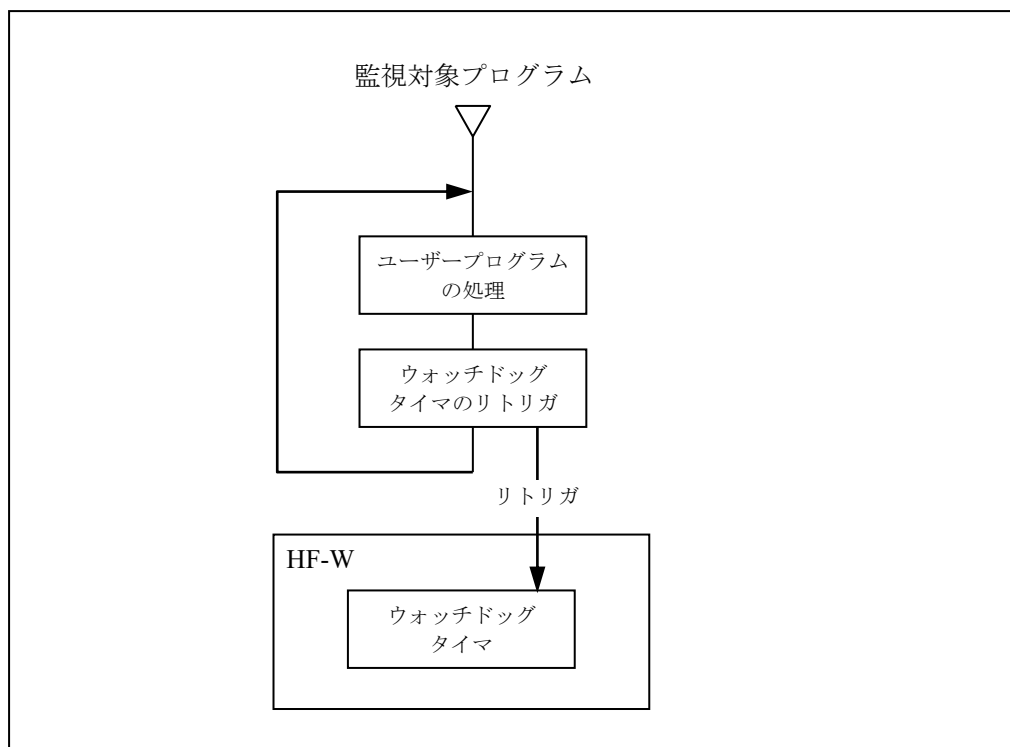 監視対象プログラム
ユーザープログラム
の処理
ウォッチドッグ
タイマのリトリガ
リトリガ
HF-W
ウォッチドッグ
タイマ